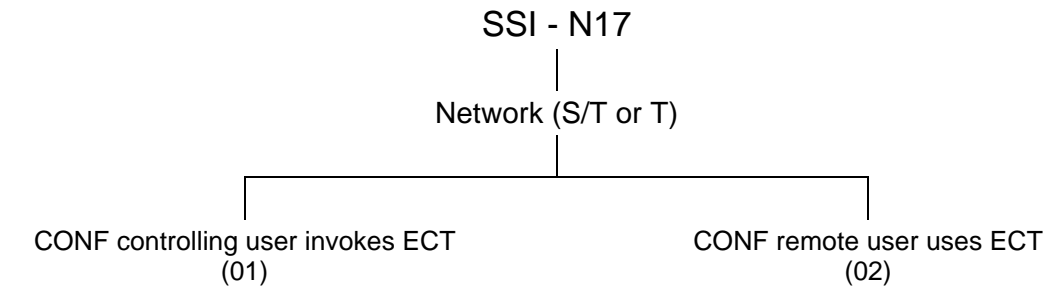 SSI - N17
Network (S/T or T)
CONF controlling user invokes ECT
(01)
CONF remote user uses ECT
(02)